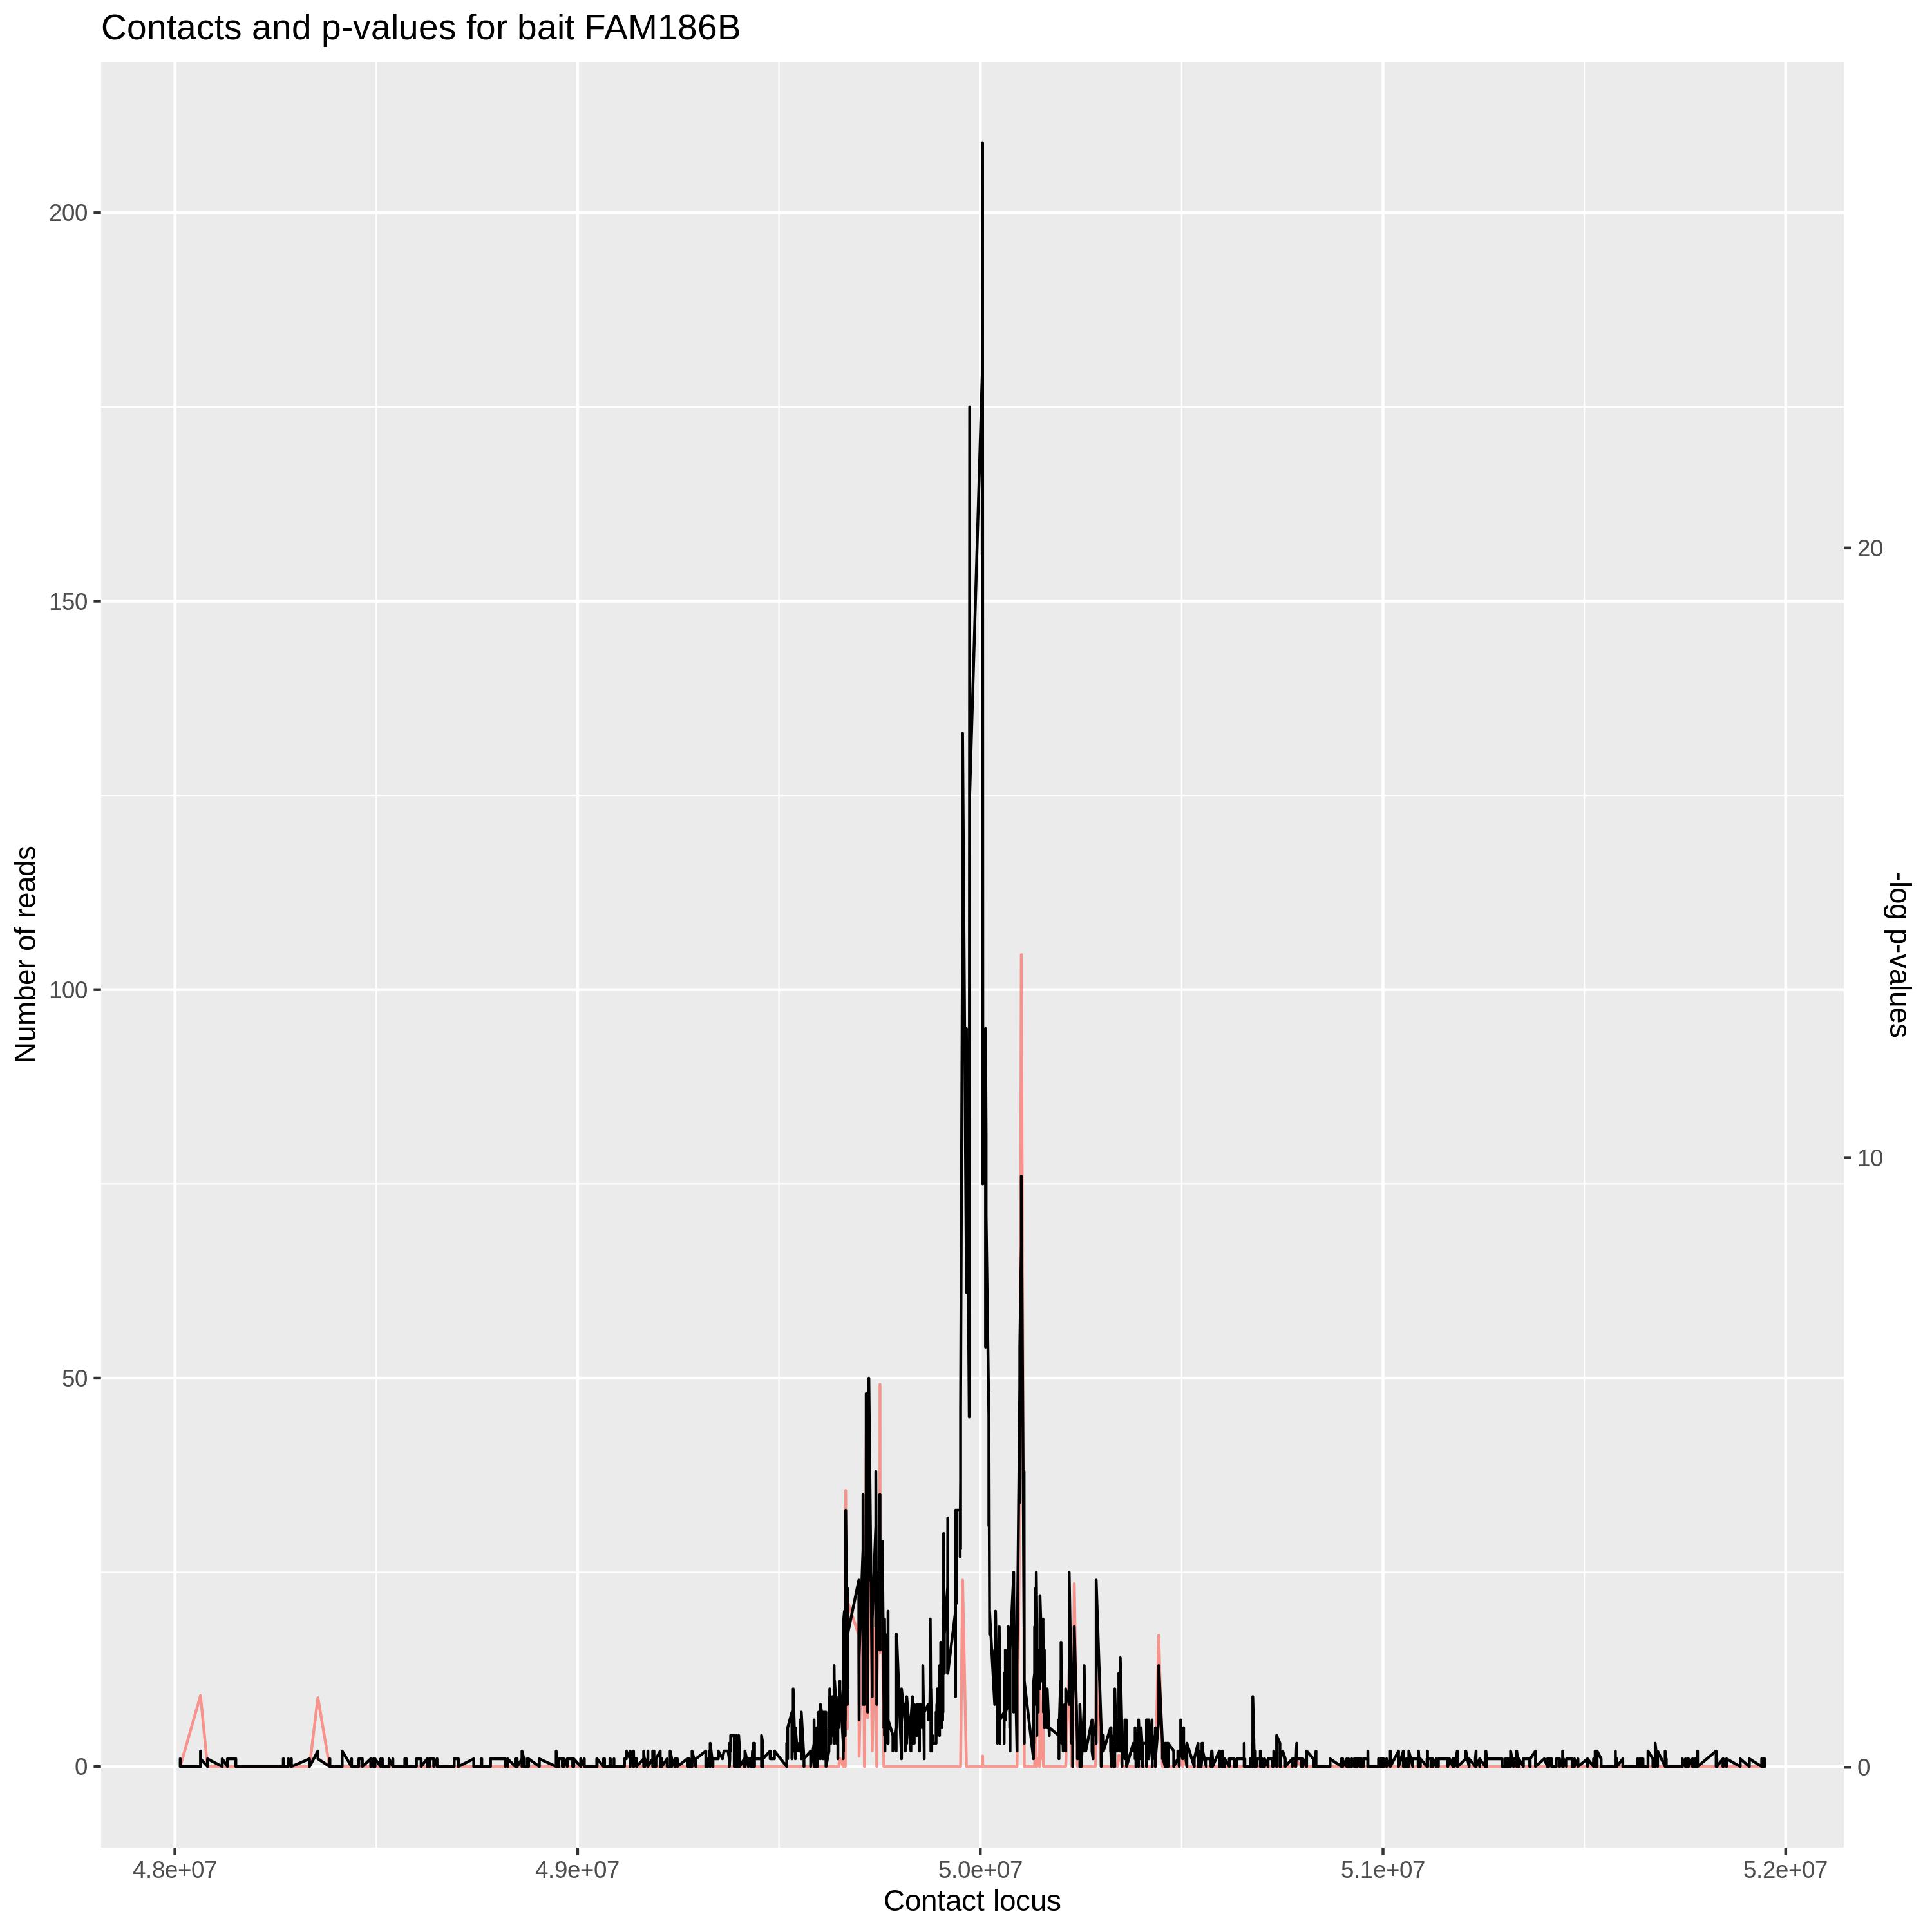 Contacts and p-values for bait FAM186B
200
150
100
50
0
Number of reads
20
10
0
-log p-values
4.8e+07
4.9e+07
5.0e+07
5.1e+07
5.2e+07
Contact locus